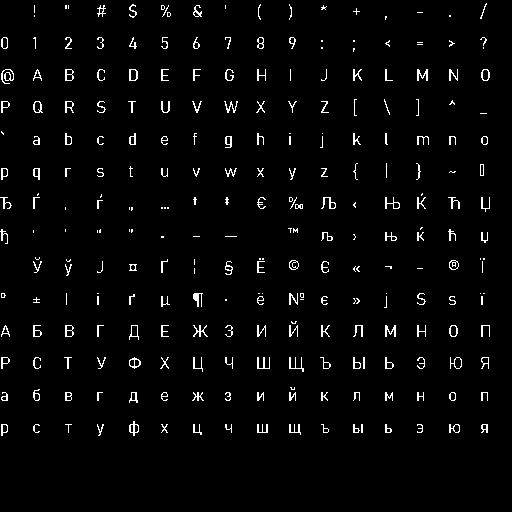 ! " # $ % & ' ( ) * + , - . /
0 1 2 3 4 5 6 7 8 9 : ; < = > ?
@ A B C D E F G H I J K L M N O
P Q R S T U V W X Y Z [ \ ] ^ _
` a b c d e f g h i j k l m n o
p q r s t u v w x y z { | } ~ 
Ђ Ѓ ‚ ѓ „ … † ‡ € ‰ Љ ‹ Њ Ќ Ћ Џ
ђ ‘ ’ “ ” • – — ™ љ › њ ќ ћ џ
Ў ў Ј ¤ Ґ ¦ § Ё © Є « ¬ - ® Ї
° ± І і ґ µ ¶ · ё № є » ј Ѕ ѕ ї
А Б В Г Д Е Ж З И Й К Л М Н О П
Р С Т У Ф Х Ц Ч Ш Щ Ъ Ы Ь Э Ю Я
а б в г д е ж з и й к л м н о п
р с т у ф х ц ч ш щ ъ ы ь э ю я